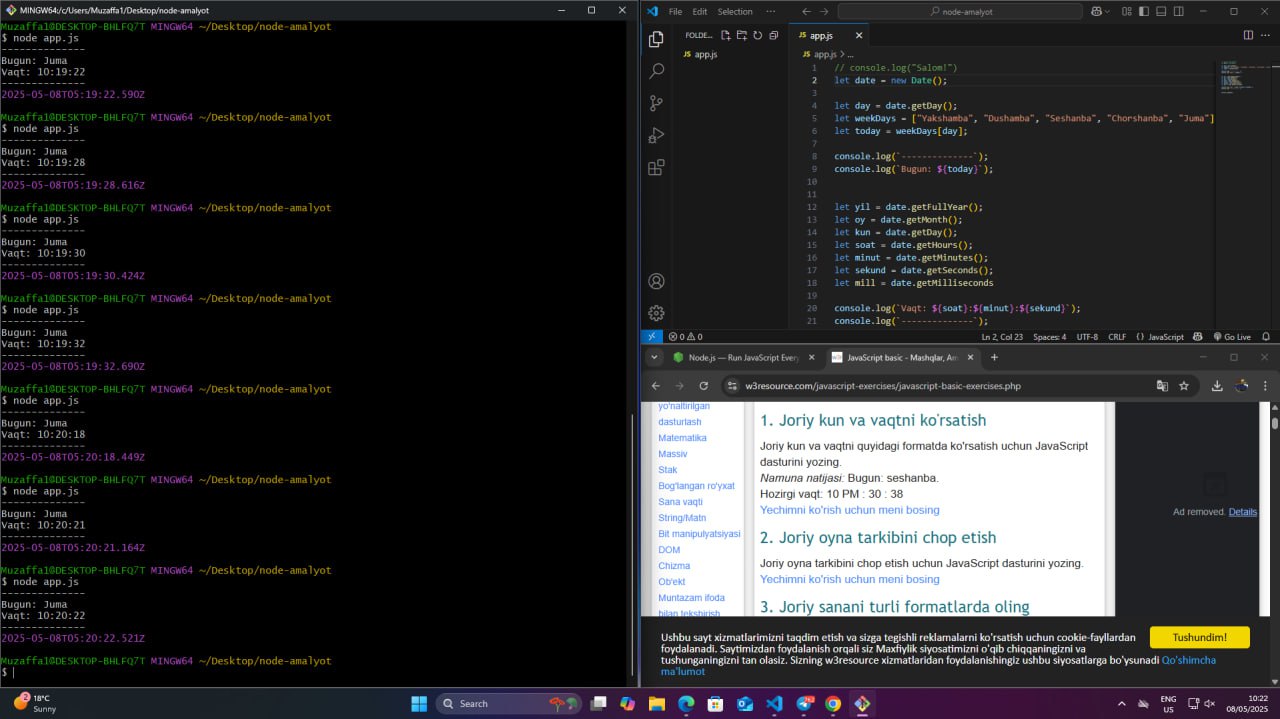 MINGW64:/c/Users/Muzaffa1/Desktop/node-amalyot
Muzaffa1@DESKTOP-BHLFQ7T MINGW64 ~/Desktop/node-amalyot
$ node app.js
--------------
Bugun: Juma
Vaqt: 10:19:22
--------------
2025-05-08T05:19:22.590Z
Muzaffa1@DESKTOP-BHLFQ7T MINGW64 ~/Desktop/node-amalyot
$ node app.js
--------------
Bugun: Juma
Vaqt: 10:19:28
--------------
2025-05-08T05:19:28.616Z
Muzaffa1@DESKTOP-BHLFQ7T MINGW64 ~/Desktop/node-amalyot
$ node app.js
--------------
Bugun: Juma
Vaqt: 10:19:30
--------------
2025-05-08T05:19:30.424Z
Muzaffa1@DESKTOP-BHLFQ7T MINGW64 ~/Desktop/node-amalyot
$ node app.js
--------------
Bugun: Juma
Vaqt: 10:19:32
--------------
2025-05-08T05:19:32.690Z
Muzaffa1@DESKTOP-BHLFQ7T MINGW64 ~/Desktop/node-amalyot
$ node app.js
--------------
Bugun: Juma
Vaqt: 10:20:18
--------------
2025-05-08T05:20:18.449Z
Muzaffa1@DESKTOP-BHLFQ7T MINGW64 ~/Desktop/node-amalyot
$ node app.js
--------------
Bugun: Juma
Vaqt: 10:20:21
--------------
2025-05-08T05:20:21.164Z
Muzaffa1@DESKTOP-BHLFQ7T MINGW64 ~/Desktop/node-amalyot
$ node app.js
--------------
Bugun: Juma
Vaqt: 10:20:22
--------------
2025-05-08T05:20:22.521Z
Muzaffa1@DESKTOP-BHLFQ7T MINGW64 ~/Desktop/node-amalyot
$
File Edit Selection ··· node-amalyot
FOLDE...
JS app.js
JS app.js
JS app.js > ...
1 // console.log("Salom!")
2 let date = new Date();
3
4 let day = date.getDay();
5 let weekDays = ["Yakshamba", "Dushamba", "Seshanba", "Chorshanba", "Juma"]
6 let today = weekDays[day];
7
8 console.log(`--------------`);
9 console.log(`Bugun: ${today}`);
10
11
12 let yil = date.getFullYear();
13 let oy = date.getMonth();
14 let kun = date.getDay();
15 let soat = date.getHours();
16 let minut = date.getMinutes();
17 let sekund = date.getSeconds();
18 let mill = date.getMilliseconds
19
20 console.log(`Vaqt: ${soat}:${minut}:${sekund}`);
21 console.log(`--------------`);
0 0 Ln 2, Col 23 Spaces: 4 UTF-8 CRLF {} JavaScript Go Live
Node.js — Run JavaScript Every
JavaScript basic - Mashqlar, Am
w3resource.com/javascript-exercises/javascript-basic-exercises.php
yo'naltirilgan
dasturlash
Matematika
Massiv
Stak
Bog'langan ro'yxat
Sana vaqti
String/Matn
Bit manipulyatsiyasi
DOM
Chizma
Ob'ekt
Muntazam ifoda
bilan tekshirish
1. Joriy kun va vaqtni ko'rsatish
Joriy kun va vaqtni quyidagi formatda ko'rsatish uchun JavaScript
dasturini yozing.
Namuna natijasi: Bugun: seshanba.
Hozirgi vaqt: 10 PM : 30 : 38
Yechimni ko'rish uchun meni bosing
2. Joriy oyna tarkibini chop etish
Joriy oyna tarkibini chop etish uchun JavaScript dasturini yozing.
Yechimni ko'rish uchun meni bosing
3. Joriy sanani turli formatlarda oling
Ad removed. Details
Ushbu sayt xizmatlarimizni taqdim etish va sizga tegishli reklamalarni ko'rsatish uchun cookie-fayllardan
foydalanadi. Saytimizdan foydalanish orqali siz Maxfiylik siyosatimizni o'qib chiqqaningizni va
tushunganingizni tan olasiz. Sizning w3resource xizmatlaridan foydalanishingiz ushbu siyosatlarga bo'ysunadi Qo'shimcha
ma'lumot
Tushundim!
2
18°C
Sunny
Search
ENG
US
10:22
08/05/2025